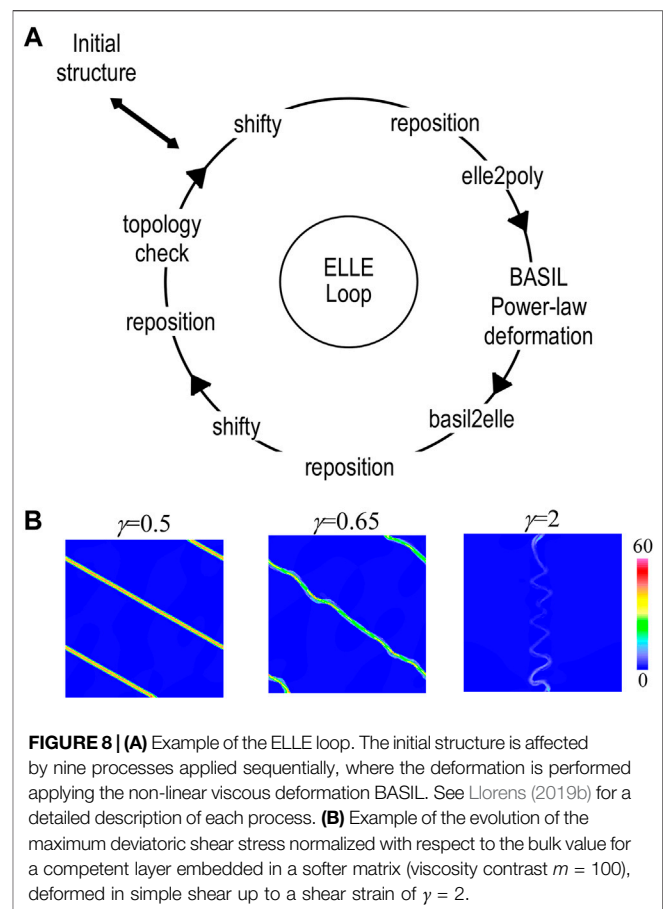 A
Initial
structure
shifty
reposition
elle2poly
topology
check
ELLE
Loop
BASIL
Power-law
deformation
reposition
basil2elle
shifty
reposition
B
γ=0.5
γ=0.65
γ=2
60
0
FIGURE 8 | (A) Example of the ELLE loop. The initial structure is affected
by nine processes applied sequentially, where the deformation is performed
applying the non-linear viscous deformation BASIL. See Llorens (2019b) for a
detailed description of each process. (B) Example of the evolution of the
maximum deviatoric shear stress normalized with respect to the bulk value for
a competent layer embedded in a softer matrix (viscosity contrast m = 100),
deformed in simple shear up to a shear strain of γ = 2.